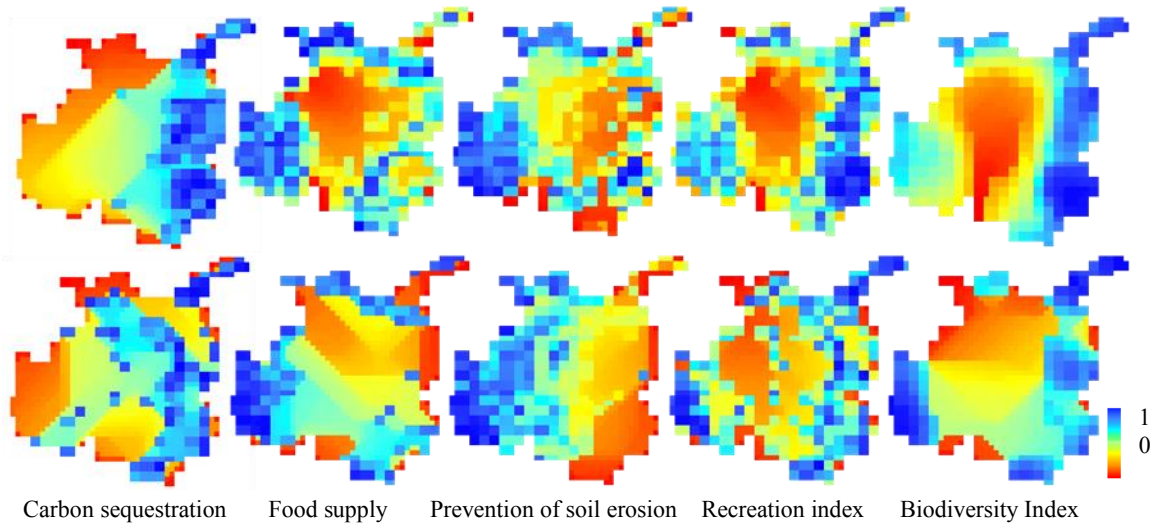 1
0
Carbon sequestration Food supply Prevention of soil erosion Recreation index Biodiversity Index